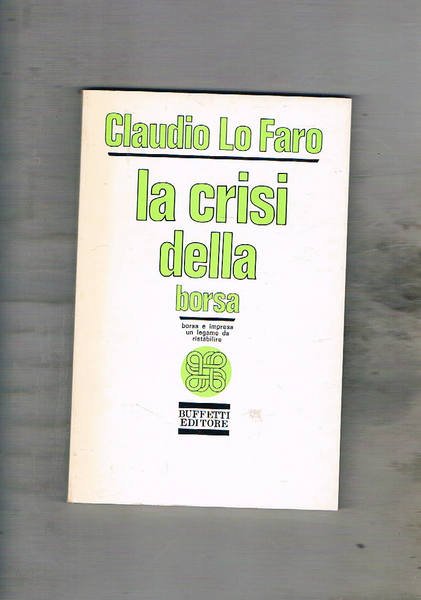 Claudio Lo Faro
la crisi
della
borsa
borsa e impresa
un legame da
ristabilire
BUFFETTI
EDITORE